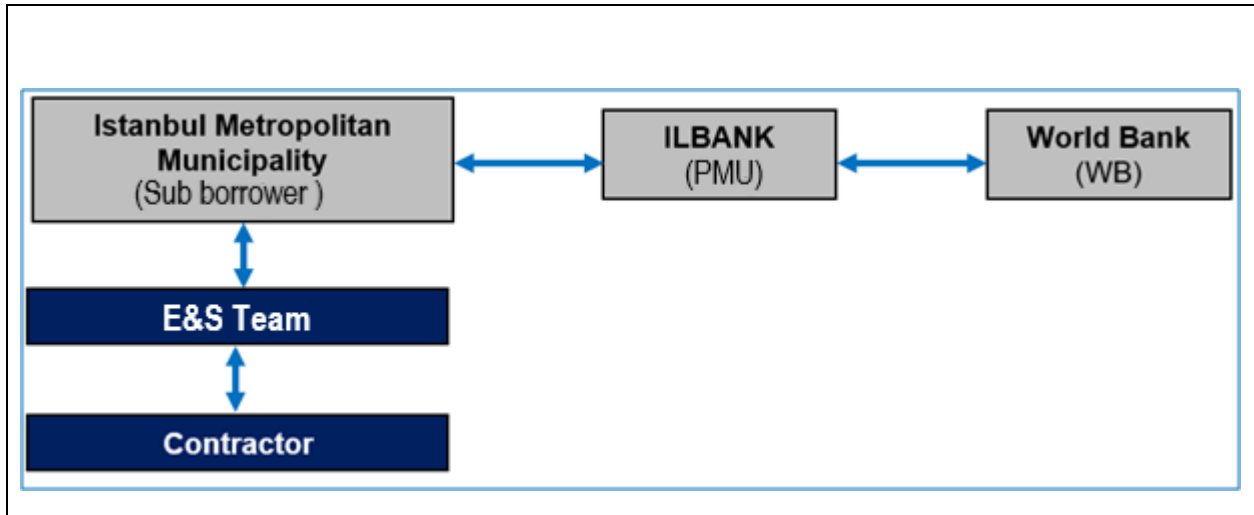 Istanbul Metropolitan
Municipality
(Sub borrower )
ILBANK
(PMU)
World Bank
(WB)
E&S Team
Contractor